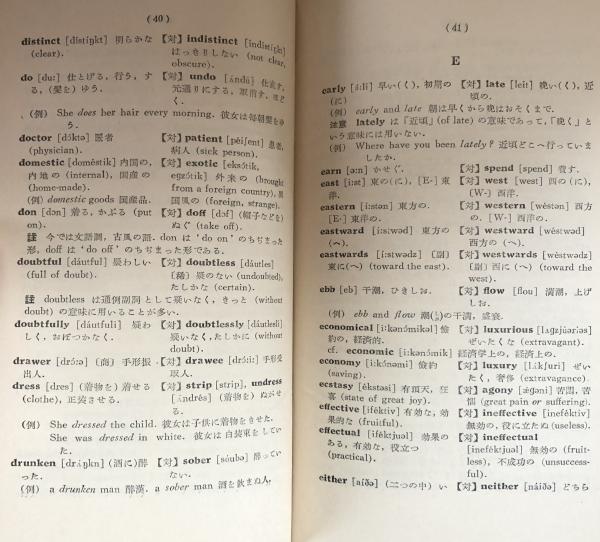 (40)
distinct [distíŋkt] 明らかな 【対】 indistinct [indistíŋkt]
(clear). はっきりしない (not clear,
obscure).
do [du:] 仕とげる, 行う, す 【対】 undo [ʌ́ndú:] 仕直す,
る, (髪を) ゆう. 元通りにする, 取消す, ほど
く.
(例) She does her hair every morning. 彼女は毎朝髪をゆ
う.
doctor [dɔ́ktə] 医者 【対】 patient [péiʃent] 患者,
(physician). 病人 (sick person).
domestic [doméstik] 国内の, 【対】 exotic [eksɔ́tik,
内地の (internal), 国産の egzɔ́tik] 外来の (brought
(home-made). from a foreign country), 異
(例) domestic goods 国産品. 国風の (foreign, strange).
don [dɔn] 着る, かぶる (put 【対】 doff [dɔf] (帽子などを)
on). ぬぐ (take off).
註 今では文語調, 古風の語. don は 'do on' のちぢまった
形, doff は 'do off' のちぢまった形である.
doubtful [dáutful] 疑わしい 【対】 doubtless [dáutles]
(full of doubt). (稀) 疑のない (undoubted),
たしかな (certain).
註 doubtless は通例副詞として疑いなく, きっと (without
doubt) の意味に用いることが多い.
doubtfully [dáutfuli] 疑わ 【対】 doubtlessly [dáutlesli]
しく, おぼつかなく. 疑いなく, たしかに (without
doubt).
drawer [drɔ́:ə] (商) 手形振 【対】 drawee [drɔ:í:] 手形受
出人. 取人.
dress [dres] (着物を) 着せる 【対】 strip [strip], undress
(clothe), 正装させる. [ʌ́ndrés] (着物を) ぬがせ
る.
(例) She dressed the child. 彼女は子供に着物をきせた.
She was dressed in white. 彼女は白装束をしてい
た.
drunken [drʌ́ŋkn] (酒に) 酔 【対】 sober [sóubə] 酔ってい
った. ない.
(例) a drunken man 酔漢. a sober man 酒を飲まぬ人.
(41)
E
early [ə́:li] 早い(く), 初期の 【対】 late [leit] 晩い(く), 近
(に) 頃の.
(例) early and late 朝は早くから晩はおそくまで.
注意 lately は「近頃」(of late) の意味であって,「晩く」と
いう意味には用いない.
(例) Where have you been lately? 近頃どこへ行っていま
したか.
earn [ə:n] かせぐ. 【対】 spend [spend] 費す.
east [i:st] 東の(に), [E-] 東 【対】 west [west] 西の(に),
洋. [W-] 西洋.
eastern [í:stən] 東方の. 【対】 western [wéstən] 西方
[E-] 東洋の. の, [W-] 西洋の.
eastward [í:stwəd] 東方の 【対】 westward [wéstwəd]
(へ). 西方の (へ).
eastwards [í:stwədz] (副) 【対】 westwards [wéstwədz]
東に(へ) (toward the east). (副) 西に(へ) (toward the
west).
ebb [eb] 干潮, ひきしお. 【対】 flow [flou] 満潮, 上げ
しお.
(例) ebb and flow 潮(しお)の干満, 盛衰.
economical [i:kənɔ́mikəl] 倹 【対】 luxurious [lʌgzjúəriəs]
約の, 経済的. ぜいたくな (extravagant).
cf. economic [i:kənɔ́mik] 経済学上の, 経済上の.
economy [i:kɔ́nəmi] 倹約 【対】 luxury [lʌ́kʃuri] ぜい
(saving). たく, 奢侈 (extravagance)
ecstasy [ékstəsi] 有頂天, 狂 【対】 agony [ǽgəni] 苦悶, 苦
喜 (state of great joy). 悩 (great pain or suffering).
effective [iféktiv] 有効な, 効 【対】 ineffective [ineféktiv]
果的な (fruitful). 無効の, 役に立たぬ (useless).
effectual [iféktjuəl] 効果の 【対】 ineffectual
ある, 有効な, 役立つ [ineféktjuəl] 無効の (fruit-
(practical). less), 不成功の (unsuccess-
ful).
either [áiðə] (二つの中) い 【対】 neither [náiðə] どちら